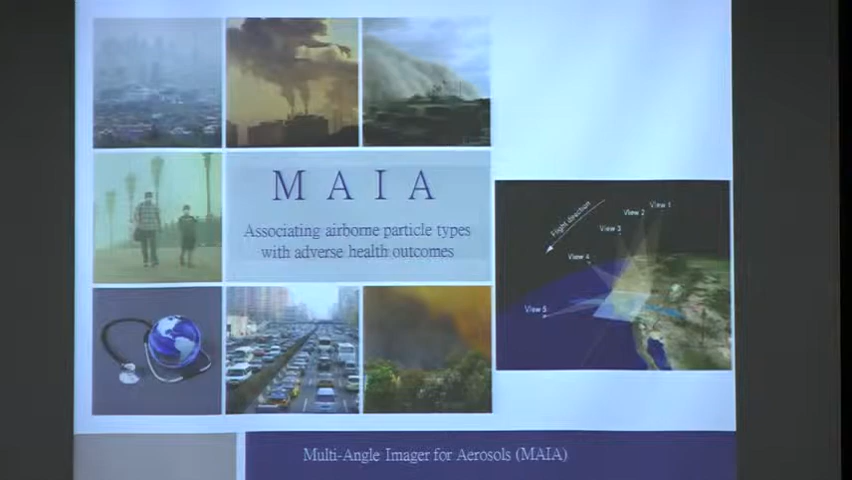 M A I A
Associating airborne particle types
with adverse health outcomes
Flight direction
View 1
View 2
View 3
View 4
View 5
Multi-Angle Imager for Aerosols (MAIA)